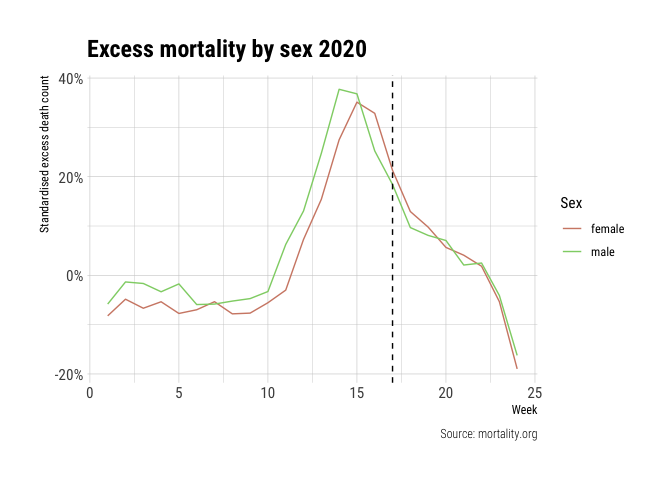 Excess mortality by sex 2020
Standardised excess death count
40%
20%
0%
-20%
0 5 10 15 20 25
Week
Sex
female
male
Source: mortality.org